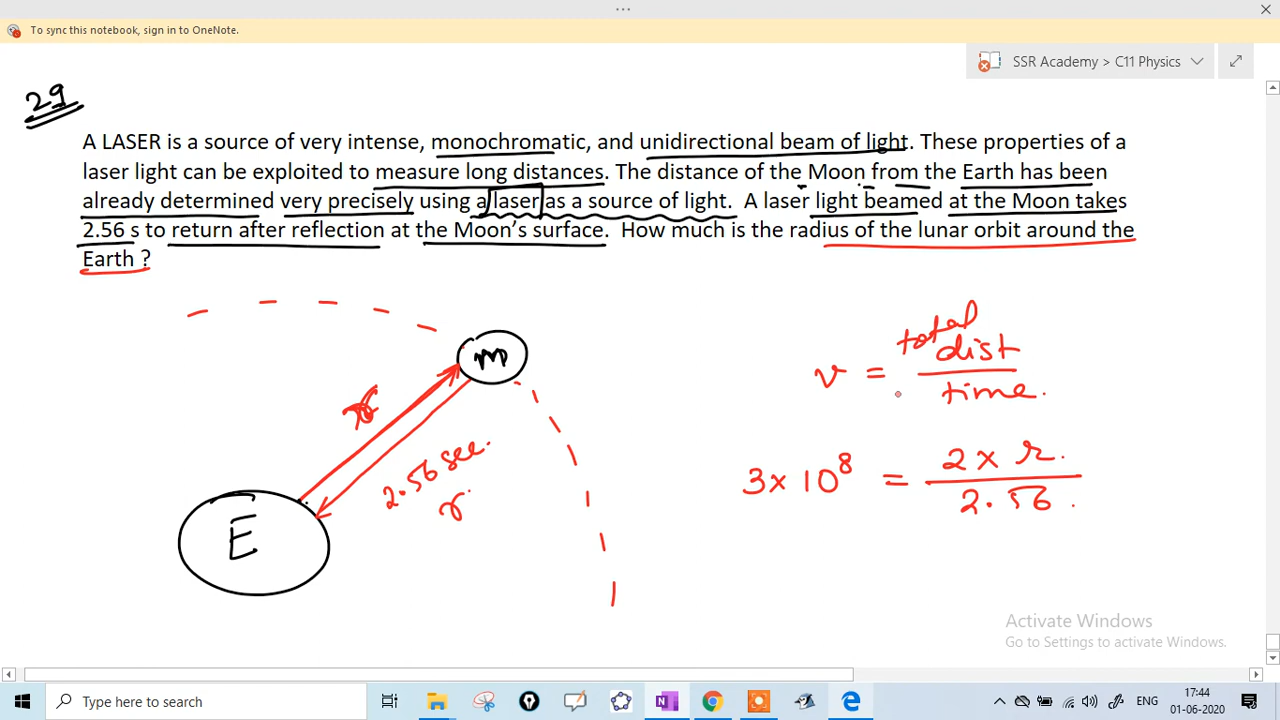 To sync this notebook, sign in to OneNote.
SSR Academy > C11 Physics
29
A LASER is a source of very intense, monochromatic, and unidirectional beam of light. These properties of a
laser light can be exploited to measure long distances. The distance of the Moon from the Earth has been
already determined very precisely using a laser as a source of light. A laser light beamed at the Moon takes
2.56 s to return after reflection at the Moon's surface. How much is the radius of the lunar orbit around the
Earth ?
m
total
v = dist
time.
2.56 sec.
r
3 x 10⁸ = 2 x r.
2.56.
E
Activate Windows
Go to Settings to activate Windows.
Type here to search
ENG
17:44
01-06-2020